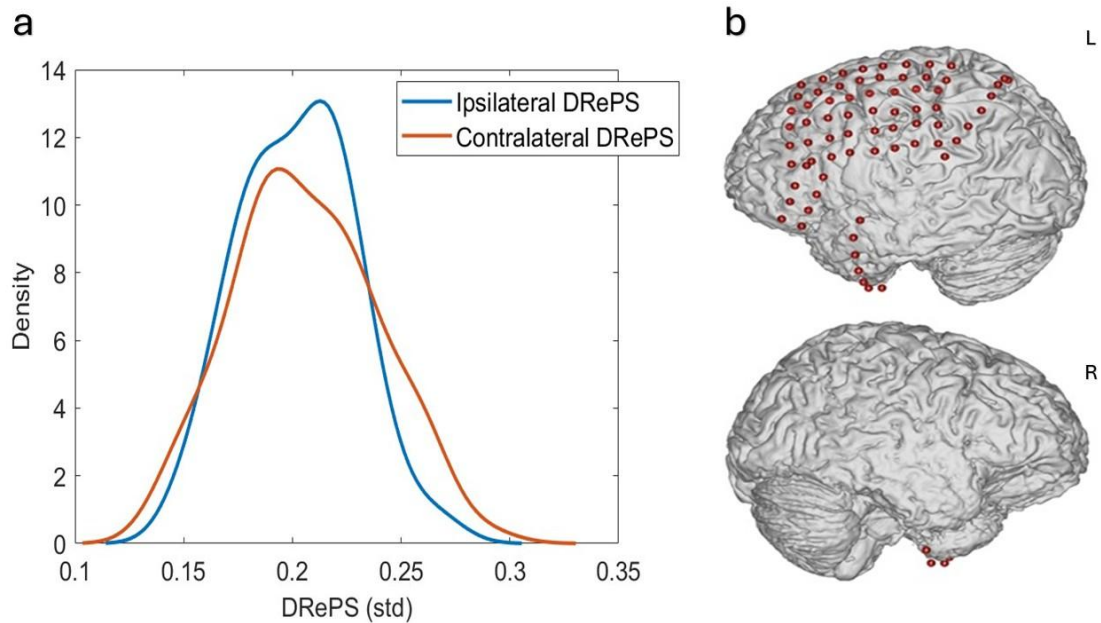 a
b
L
R
14
12
10
8
6
4
2
0
Density
Ipsilateral DRePS
Contralateral DRePS
0.1 0.15 0.2 0.25 0.3 0.35
DRePS (std)